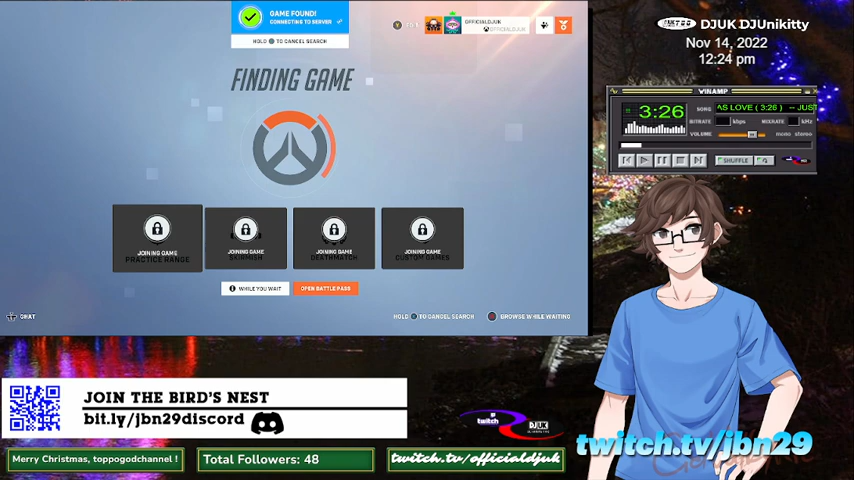 GAME FOUND!
CONNECTING TO SERVER
HOLD TO CANCEL SEARCH
OFFICIALDJUK
OFFICIALDJUK
FINDING GAME
JOINING GAME
PRACTICE RANGE
JOINING GAME
SKIRMISH
JOINING GAME
DEATHMATCH
JOINING GAME
CUSTOM GAMES
WHILE YOU WAIT
OPEN BATTLE PASS
CHAT
HOLD TO CANCEL SEARCH
BROWSE WHILE WAITING
DJUK DJUnikitty
Nov 14, 2022
12:24 pm
WINAMP
3:26
SONG
AS LOVE ( 3:26 ) -- JUST
BITRATE
kbps
MIXRATE
kHz
VOLUME
mono stereo
SHUFFLE
JOIN THE BIRD'S NEST
bit.ly/jbn29discord
twitch
DJUK
twitch.tv/jbn29
Merry Christmas, toppogodchannel !
Total Followers: 48
twitch.tv/officialdjuk